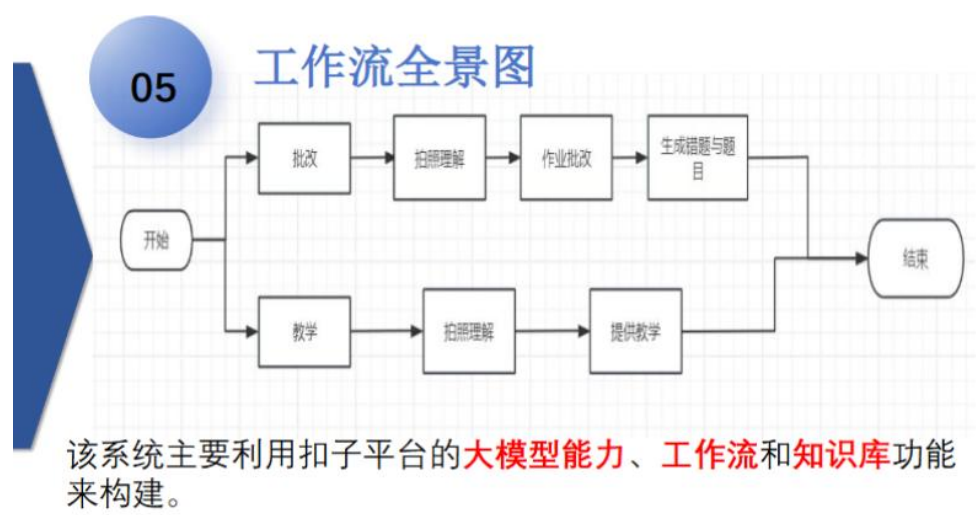 05
工作流全景图
批改
拍照理解
作业批改
生成错题与题
目
开始
结束
教学
拍照理解
提供教学
该系统主要利用扣子平台的大模型能力、工作流和知识库功能
来构建。